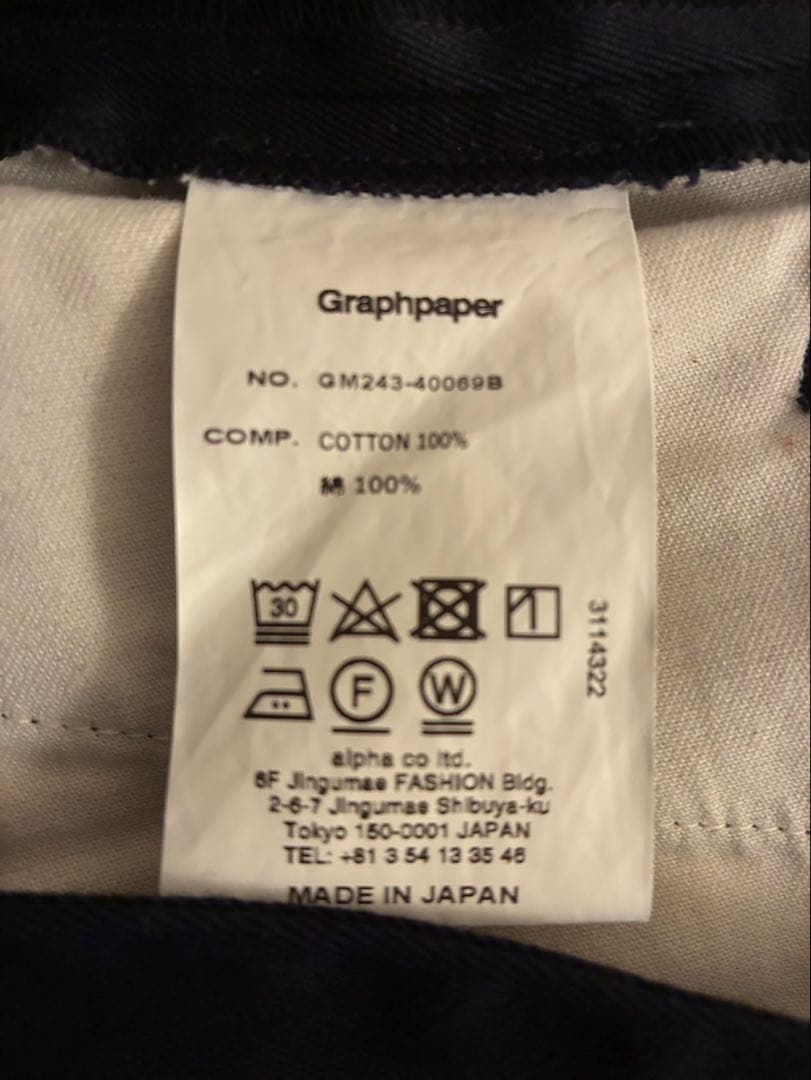 Graphpaper
NO. GM243-40069B
COMP. COTTON 100%
綿 100%
30
3114322
F W
alpha co ltd.
6F Jingumae FASHION Bldg.
2-6-7 Jingumae Shibuya-ku
Tokyo 150-0001 JAPAN
TEL: +81 3 54 13 35 46
MADE IN JAPAN